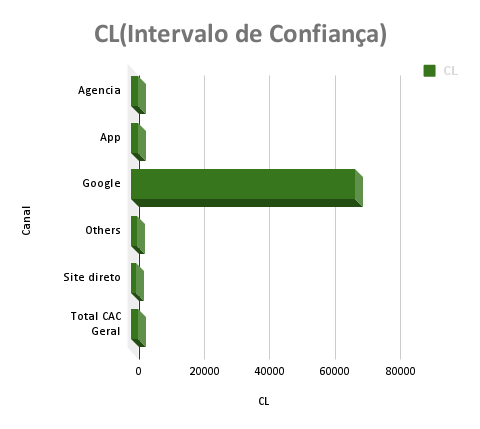 CL(Intervalo de Confiança)
CL
Agencia
App
Google
Others
Site direto
Total CAC
Geral
Canal
0 20000 40000 60000 80000
CL